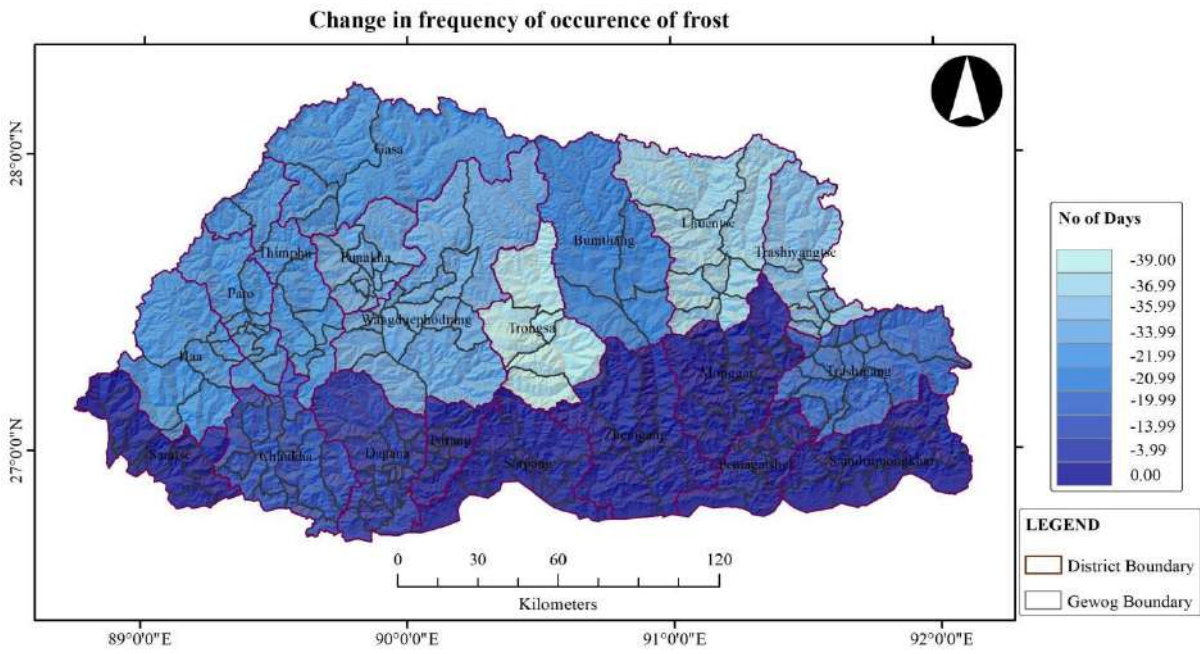 Change in frequency of occurence of frost
28°0'0"N
27°0'0"N
Gasa
Lhuentse
Bumthang
Trashiyangtse
Thimphu
Punakha
Paro
Wangduephodrang
Trongsa
Haa
Monggar
Trashigang
Samtse
Chhukha
Dagana
Tsirang
Sarpang
Zhemgang
Pemagatshel
Samdrupjongkhar
No of Days
-39.00
-36.99
-35.99
-33.99
-21.99
-20.99
-19.99
-13.99
-3.99
0.00
LEGEND
District Boundary
Gewog Boundary
0 30 60 120
Kilometers
89°0'0"E 90°0'0"E 91°0'0"E 92°0'0"E